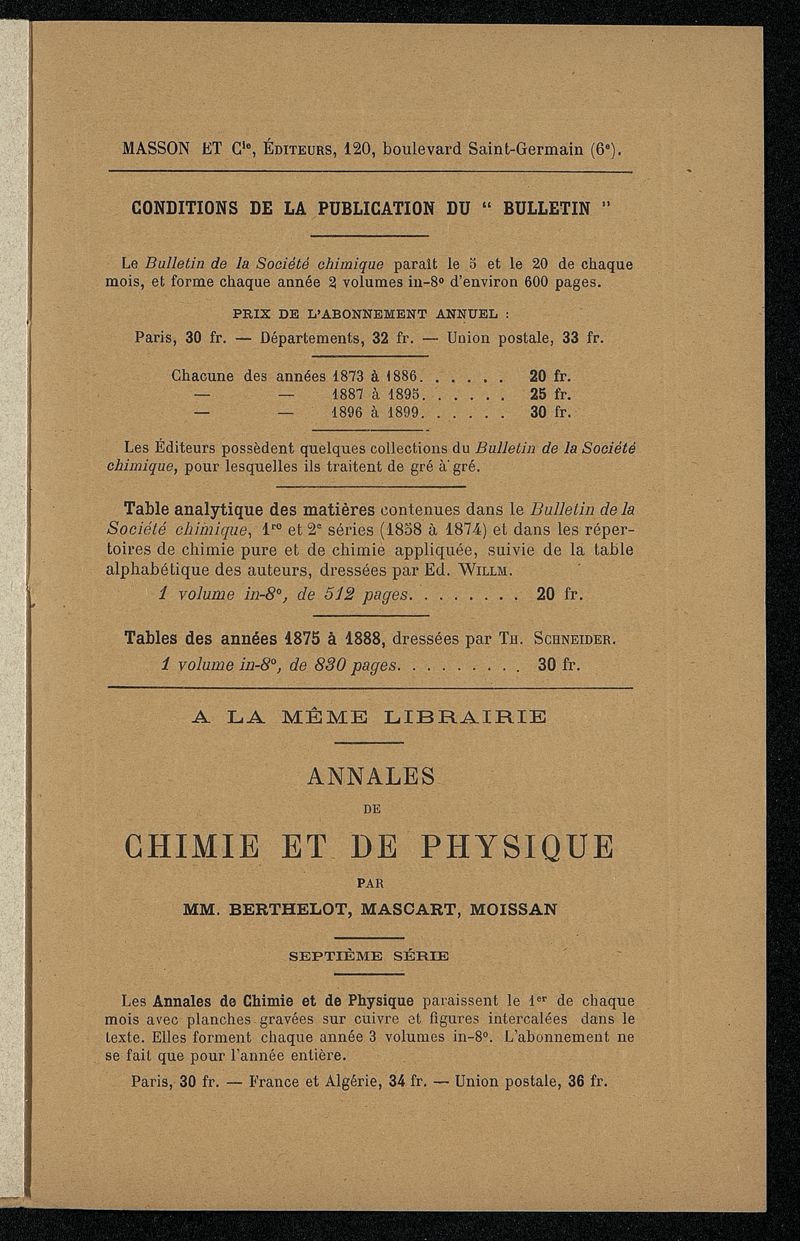 MASSON ET Cie, ÉDITEURS, 120, boulevard Saint-Germain (6e).
CONDITIONS DE LA PUBLICATION DU “ BULLETIN ”
Le Bulletin de la Société chimique paraît le 5 et le 20 de chaque
mois, et forme chaque année 2 volumes in-8° d'environ 600 pages.
PRIX DE L'ABONNEMENT ANNUEL :
Paris, 30 fr. — Départements, 32 fr. — Union postale, 33 fr.
Chacune des années 1873 à 1886. . . . . . 20 fr.
— — 1887 à 1895. . . . . . 25 fr.
— — 1896 à 1899. . . . . . 30 fr.
Les Éditeurs possèdent quelques collections du Bulletin de la Société
chimique, pour lesquelles ils traitent de gré à gré.
Table analytique des matières contenues dans le Bulletin de la
Société chimique, 1re et 2e séries (1858 à 1874) et dans les réper-
toires de chimie pure et de chimie appliquée, suivie de la table
alphabétique des auteurs, dressées par Ed. WILLM.
1 volume in-8°, de 512 pages. . . . . . . . 20 fr.
Tables des années 1875 à 1888, dressées par TH. SCHNEIDER.
1 volume in-8°, de 830 pages. . . . . . . . . 30 fr.
A LA MÊME LIBRAIRIE
ANNALES
DE
CHIMIE ET DE PHYSIQUE
PAR
MM. BERTHELOT, MASCART, MOISSAN
SEPTIÈME SÉRIE
Les Annales de Chimie et de Physique paraissent le 1er de chaque
mois avec planches gravées sur cuivre et figures intercalées dans le
texte. Elles forment chaque année 3 volumes in-8°. L'abonnement ne
se fait que pour l'année entière.
Paris, 30 fr. — France et Algérie, 34 fr. — Union postale, 36 fr.